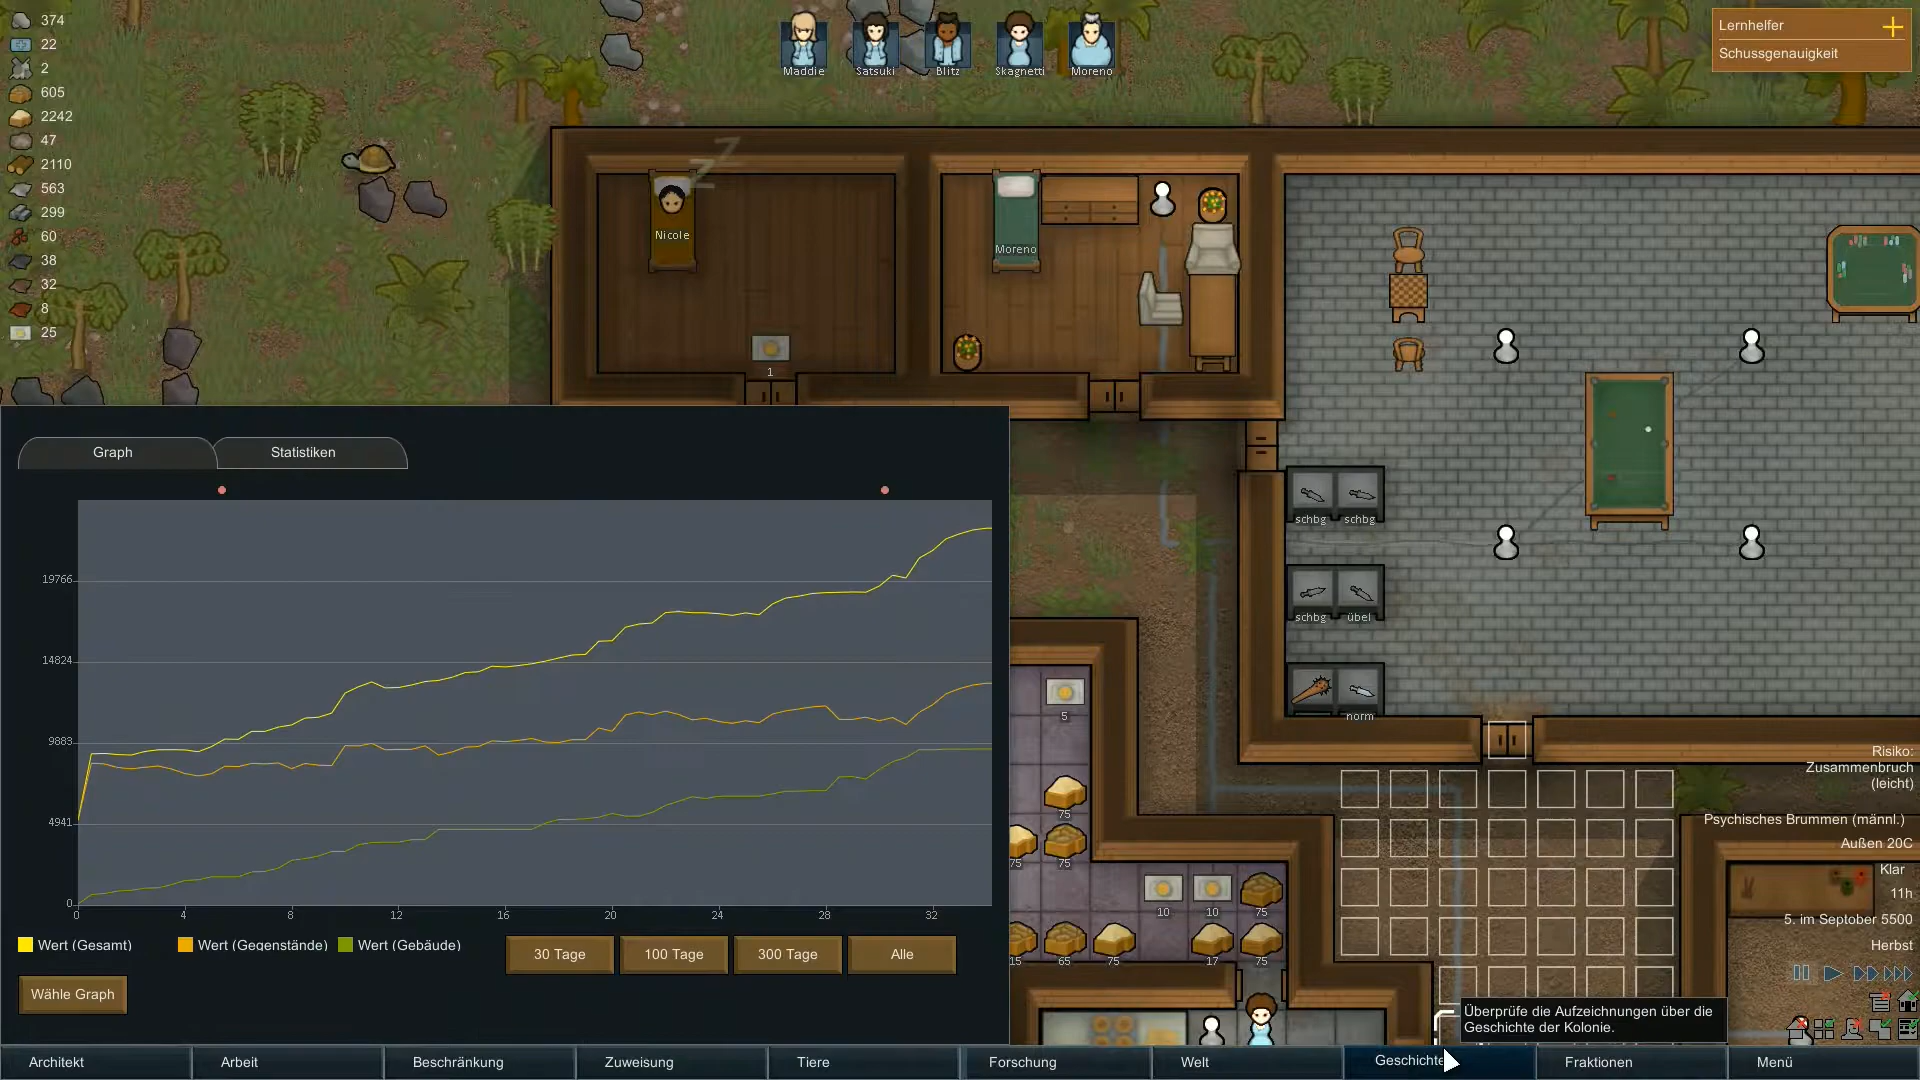 374
22
2
605
2242
47
2110
563
299
60
38
32
8
25
Maddie
Satsuki
Blitz
Skagnetti
Moreno
Lernhelfer
Schussgenauigkeit
Nicole
Moreno
1
schbg schbg
schbg übel
norm
5
75
75 75
10 10 75
15 65 75 17 75
Graph
Statistiken
19766
14824
9883
4941
0
0 4 8 12 16 20 24 28 32
Wert (Gesamt)
Wert (Gegenstände)
Wert (Gebäude)
30 Tage
100 Tage
300 Tage
Alle
Wähle Graph
Risiko:
Zusammenbruch
(leicht)
Psychisches Brummen (männl.)
Außen 20C
Klar
11h
5. im Septober 5500
Herbst
Überprüfe die Aufzeichnungen über die
Geschichte der Kolonie.
Architekt
Arbeit
Beschränkung
Zuweisung
Tiere
Forschung
Welt
Geschichte
Fraktionen
Menü